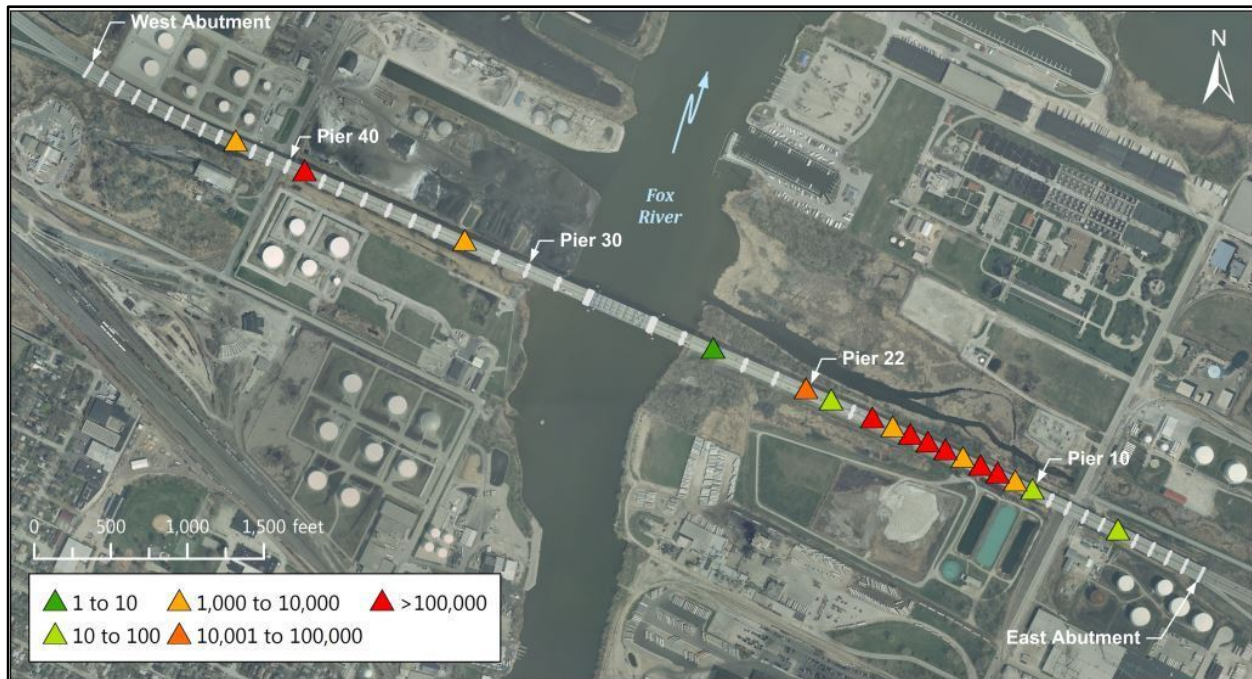 West Abutment
N
Pier 40
Fox
River
Pier 30
Pier 22
Pier 10
0 500 1,000 1,500 feet
1 to 10 1,000 to 10,000 >100,000
10 to 100 10,001 to 100,000
East Abutment